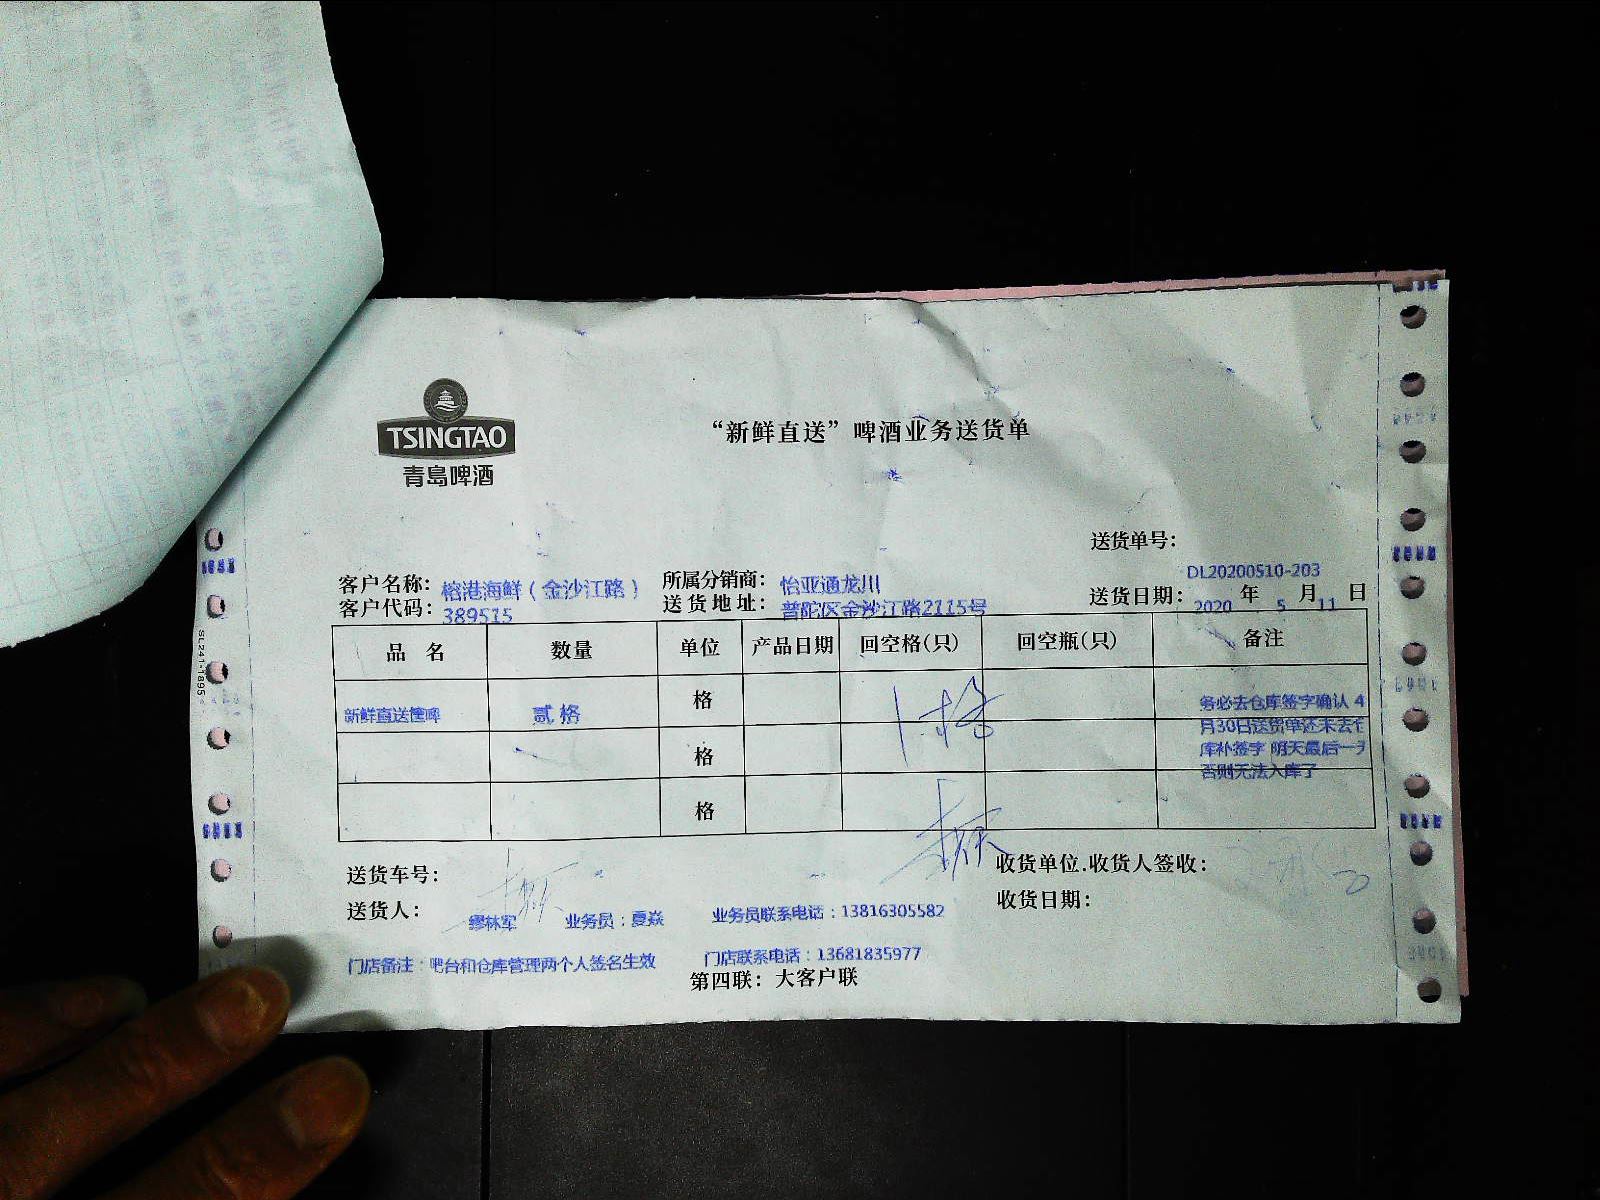 TSINGTAO
青岛啤酒
“新鲜直送”啤酒业务送货单
送货单号：
DL20200510-203
客户名称：榕港海鲜（金沙江路） 所属分销商：怡亚通龙川
客户代码：389515 送货地址：普陀区金沙江路2115号 送货日期：2020 年 5 月 11 日
品 名 数量 单位 产品日期 回空格(只) 回空瓶(只) 备注
新鲜直送 贰格 格 格 务必去仓库签字确认 4
月30日送货单还未去仓
格 库补签字 明天最后一天
否则无法入库了
格
送货车号： 收货单位.收货人签收：
送货人：缪林军 业务员：夏焱 业务员联系电话：13816305582 收货日期：
门店备注：吧台和仓库管理两个人签名生效 门店联系电话：13681835977
第四联：大客户联
SL241-1895